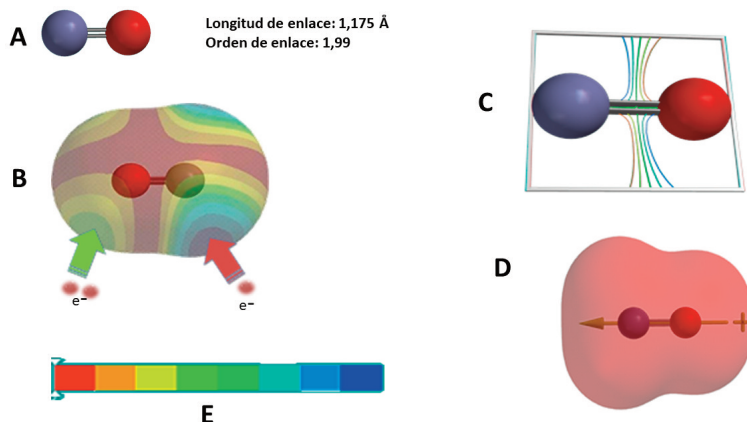 A
Longitud de enlace: 1,175 Å
Orden de enlace: 1,99
B
C
D
e-
e-
E